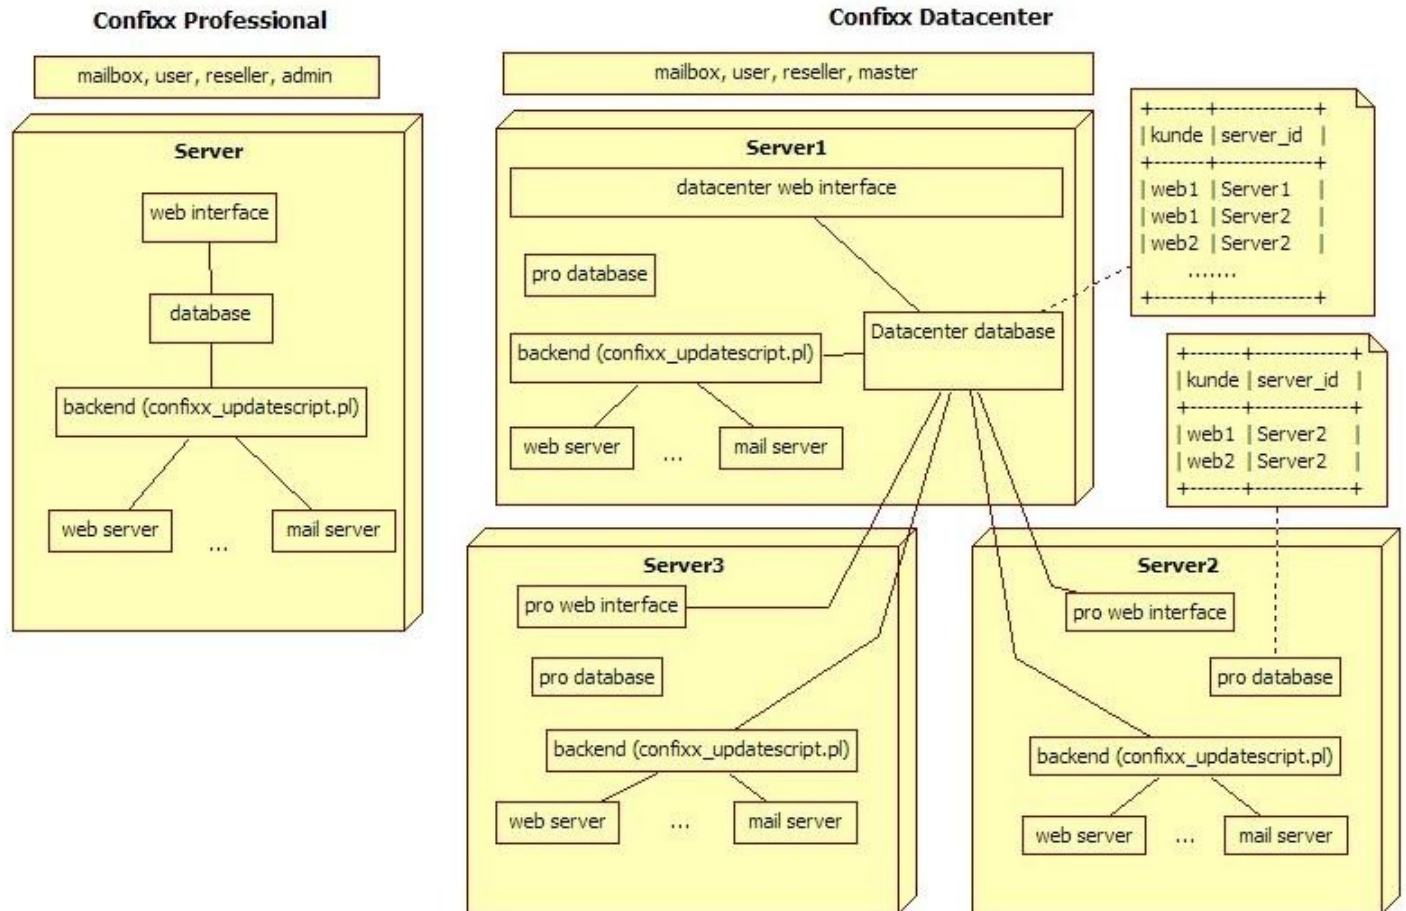 Confixx Professional
mailbox, user, reseller, admin
Server
web interface
database
backend (confixx_updatescript.pl)
web server
...
mail server
Confixx Datacenter
mailbox, user, reseller, master
Server1
datacenter web interface
pro database
Datacenter database
backend (confixx_updatescript.pl)
web server
...
mail server
+-------+-------------+
|kunde |server_id |
+-------+-------------+
|web1 |Server1 |
|web1 |Server2 |
|web2 |Server2 |
.......
+-------+-------------+
+-------+-------------+
|kunde |server_id |
+-------+-------------+
|web1 |Server2 |
|web2 |Server2 |
+-------+-------------+
Server3
pro web interface
pro database
backend (confixx_updatescript.pl)
web server
...
mail server
Server2
pro web interface
pro database
backend (confixx_updatescript.pl)
web server
...
mail server